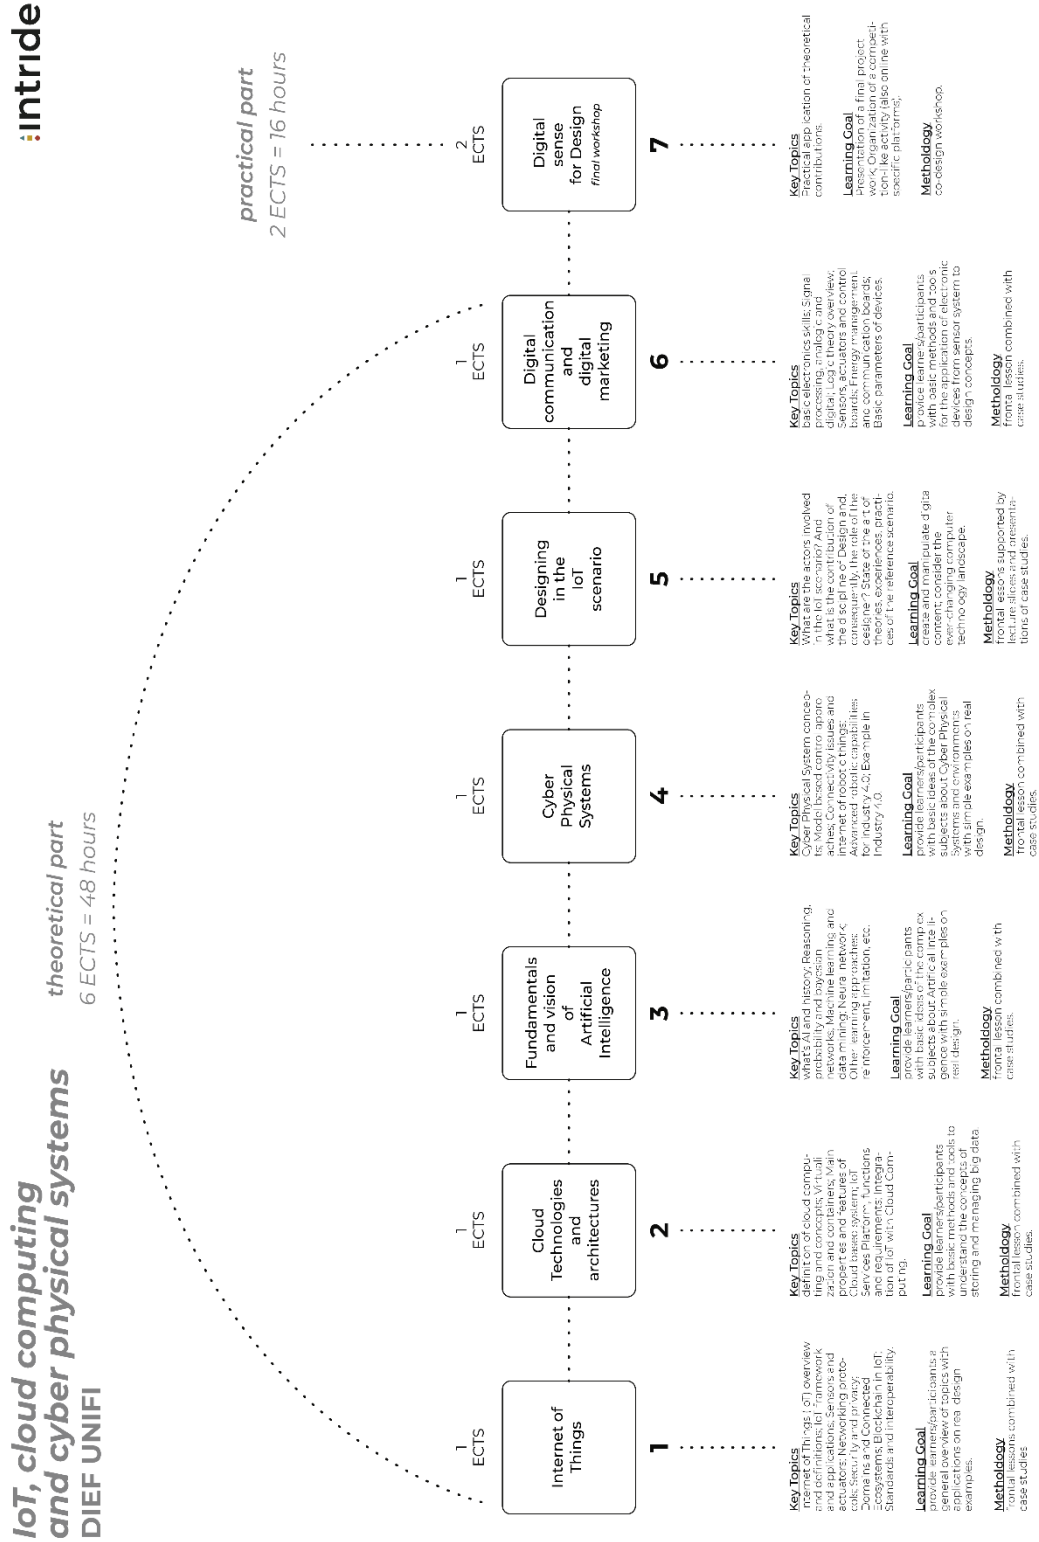 IoT, cloud computing
and cyber physical systems
DIEF UNIFI
:intride
theoretical part
6 ECTS = 48 hours
practical part
2 ECTS = 16 hours
1
ECTS
Internet of
Things
1
Key Topics
Internet of Things (IoT) overview
and definitions; IoT framework
and applications; Sensors and
actuators; Networking proto-
cols; Security and privacy;
Domains and Connected
Ecosystems; Blockchain in IoT;
Standards and interoperability.
Learning Goal
provide learners/participants a
general overview of topics with
applications on real design
examples.
Metholdogy
frontal lessons combined with
case studies.
1
ECTS
Cloud
Technologies
and
architectures
2
Key Topics
definition of cloud compu-
ting and concepts; Virtuali
zation and containers; Main
properties and features of
Cloud based system; IoT
Services Platform, functions
and requirements; Integra-
tion of IoT with Cloud Com-
puting.
Learning Goal
provide learners/participants
with basic methods and tools to
understand the concepts of
storing and managing big data.
Metholdogy
frontal lesson combined with
case studies.
1
ECTS
Fundamentals
and vision
of
Artificial
Intelligence
3
Key Topics
what's AI and history; Reasoning,
probability and bayesian
networks; Machine learning and
data mining; Neural network;
Other learning approaches:
reinforcement, imitation, etc.
Learning Goal
provide learners/participants
with basic ideas of the complex
subjects about Artificial Intelli-
gence with simple examples on
real design.
Metholdogy
frontal lesson combined with
case studies.
1
ECTS
Cyber
Physical
Systems
4
Key Topics
Cyber Physical System concep-
ts; Model based control appro
aches; Connectivity issues and
internet of robotic things;
Advanced robotic capabilities
for Industry 4.0; Example in
Industry 4.0.
Learning Goal
provide learners/participants
with basic ideas of the complex
subjects about Cyber Physical
Systems and environments
with simple examples on real
design.
Metholdogy
frontal lesson combined with
case studies.
1
ECTS
Designing
in the
IoT
scenario
5
Key Topics
What are the actors involved
in the IoT scenario? And
what is the contribution of
the discipline of Design and,
consequently, the role of the
designer? State of the art of
theories, experiences, practi-
ces of the reference scenario.
Learning Goal
create and manipulate digital
content; consider the
ever-changing computer
technology landscape.
Metholdogy
frontal lessons supported by
lecture slides and presenta-
tions of case studies.
1
ECTS
Digital
communication
and
digital
marketing
6
Key Topics
basic electronics skills; Signal
processing, analogic and
digital; Logic theory overview;
Sensors, actuators and control
boards; Energy management
and communication boards;
Basic parameters of devices.
Learning Goal
provide learners/participants
with basic methods and tools
for the application of electronic
devices from sensor system to
design concepts.
Metholdogy
frontal lesson combined with
case studies.
2
ECTS
Digital
sense
for Design
final workshop
7
Key Topics
Practical application of theoretical
contributions.
Learning Goal
Presentation of a final project
work; Organization of a competi-
tion-like activity (also online with
specific platforms).
Metholdogy
co-design workshop.